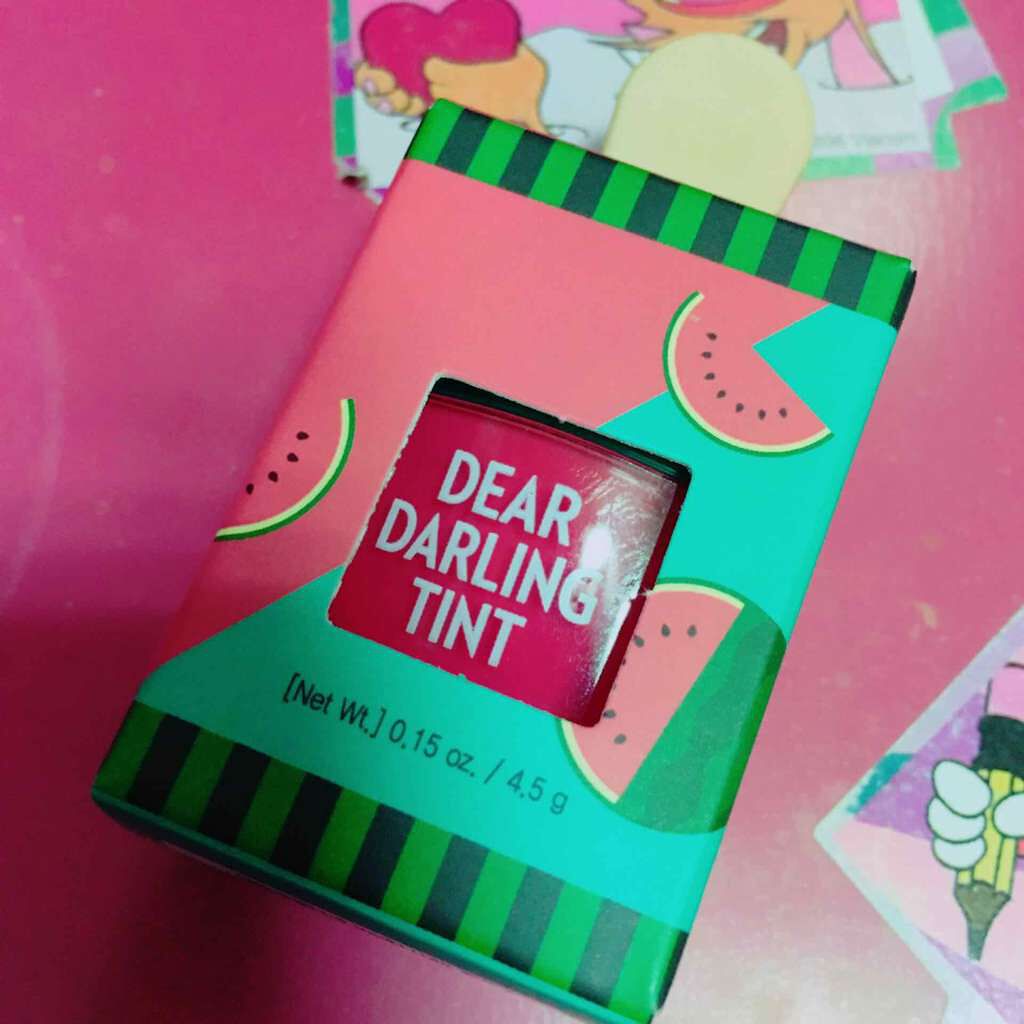 DEAR
DARLING
TINT
[Net Wt.] 0.15 oz. / 4.5 g